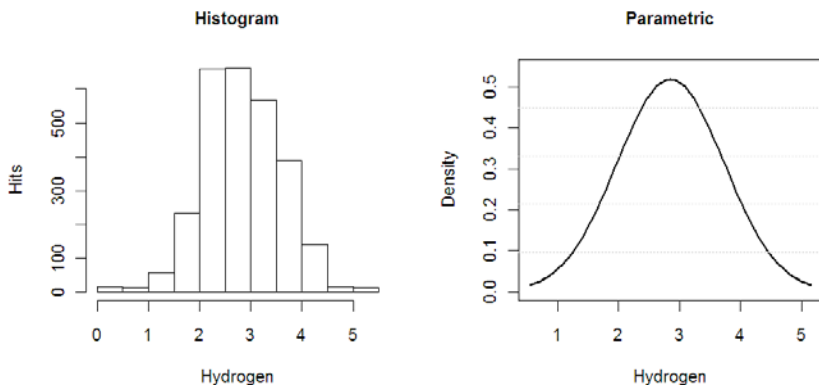 Histogram
Hits
100
300
500
0
0 1 2 3 4 5
Hydrogen
Parametric
Density
0.0 0.1 0.2 0.3 0.4 0.5
1 2 3 4 5
Hydrogen